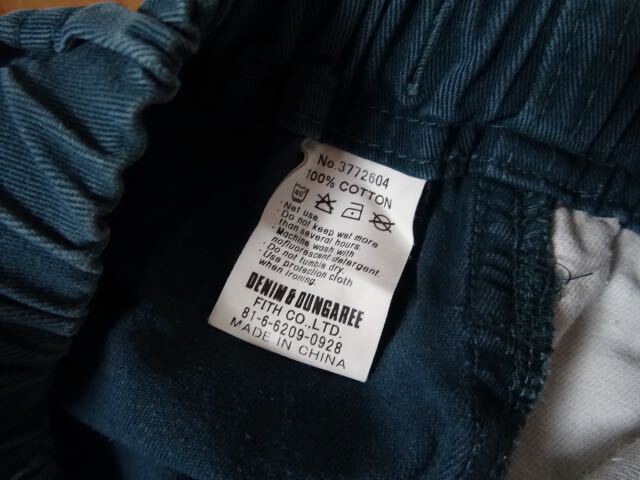 No.3772604
100% COTTON
40
· Net use.
· Do not keep wel more
than several hours.
· Machine wash with
nofluorescent detergent.
· Do not tumble dry.
· Use protection cloth
when ironing.
DENIM & DUNGAREE
FITH CO.,LTD.
81-6-6209-0928
MADE IN CHINA